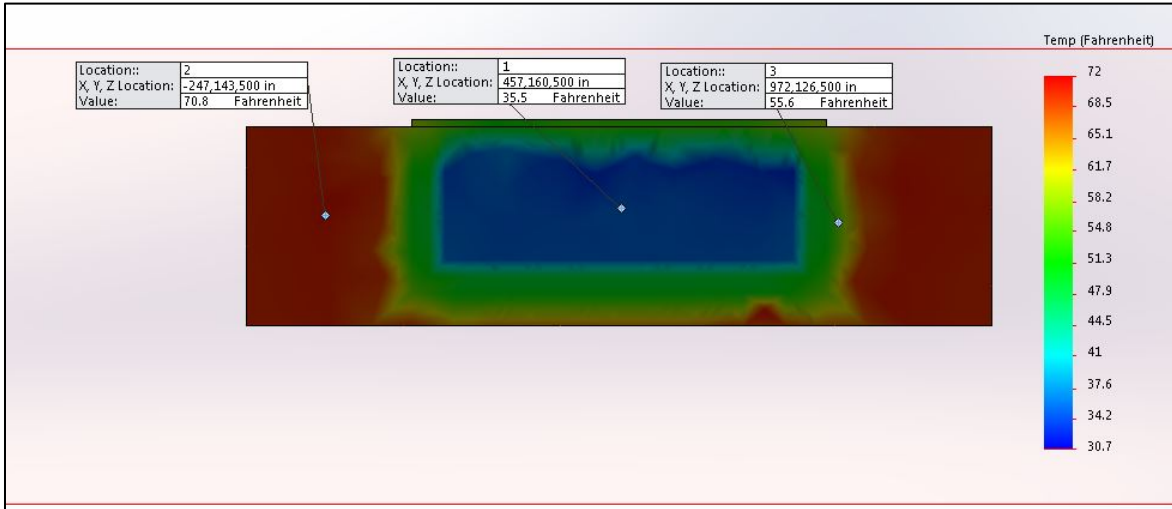 Temp (Fahrenheit)
Location:: 2
X, Y, Z Location: -247,143,500 in
Value: 70.8 Fahrenheit
Location:: 1
X, Y, Z Location: 457,160,500 in
Value: 35.5 Fahrenheit
Location:: 3
X, Y, Z Location: 972,126,500 in
Value: 55.6 Fahrenheit
72
68.5
65.1
61.7
58.2
54.8
51.3
47.9
44.5
41
37.6
34.2
30.7